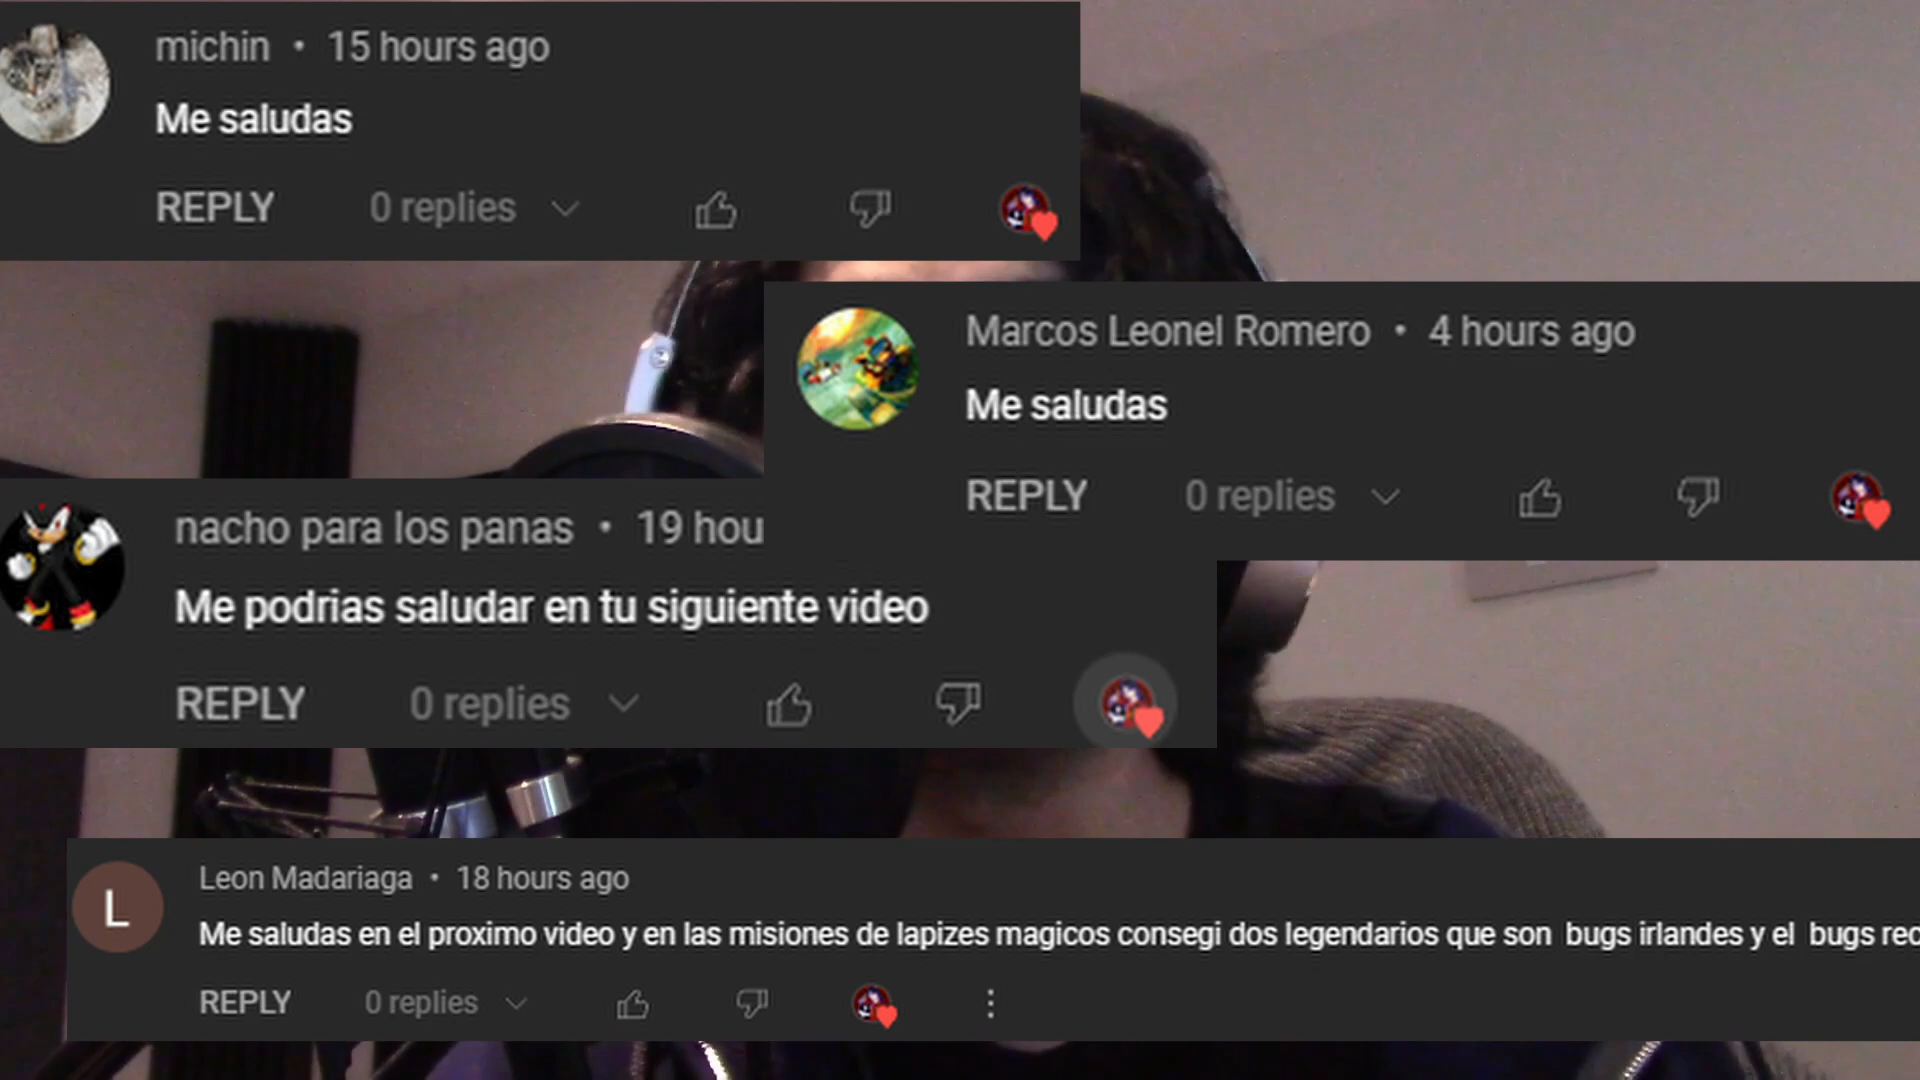 michin • 15 hours ago
Me saludas
REPLY 0 replies
Marcos Leonel Romero • 4 hours ago
Me saludas
REPLY 0 replies
nacho para los panas • 19 hou
Me podrias saludar en tu siguiente video
REPLY 0 replies
L
Leon Madariaga • 18 hours ago
Me saludas en el proximo video y en las misiones de lapizes magicos consegi dos legendarios que son bugs irlandes y el bugs
REPLY 0 replies